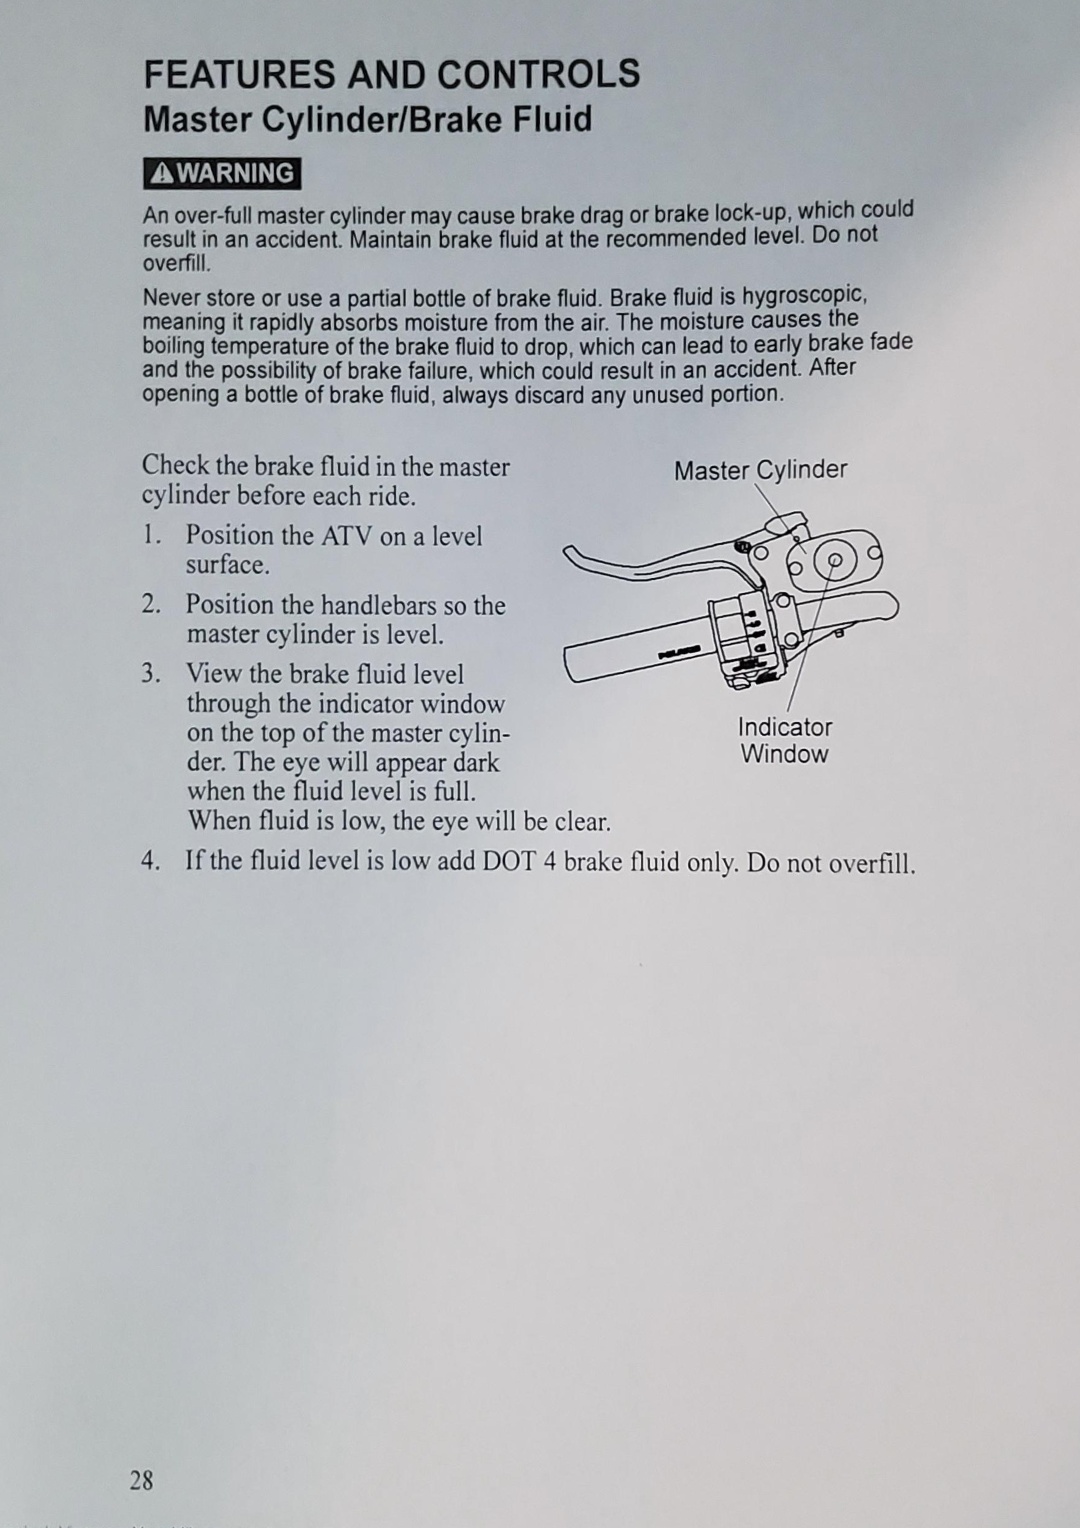 FEATURES AND CONTROLS
Master Cylinder/Brake Fluid
WARNING
An over-full master cylinder may cause brake drag or brake lock-up, which could
result in an accident. Maintain brake fluid at the recommended level. Do not
overfill.
Never store or use a partial bottle of brake fluid. Brake fluid is hygroscopic,
meaning it rapidly absorbs moisture from the air. The moisture causes the
boiling temperature of the brake fluid to drop, which can lead to early brake fade
and the possibility of brake failure, which could result in an accident. After
opening a bottle of brake fluid, always discard any unused portion.
Check the brake fluid in the master
cylinder before each ride.
1. Position the ATV on a level
surface.
2. Position the handlebars so the
master cylinder is level.
3. View the brake fluid level
through the indicator window
on the top of the master cylin-
der. The eye will appear dark
when the fluid level is full.
When fluid is low, the eye will be clear.
4. If the fluid level is low add DOT 4 brake fluid only. Do not overfill.
Master Cylinder
POLARIS
Indicator
Window
28